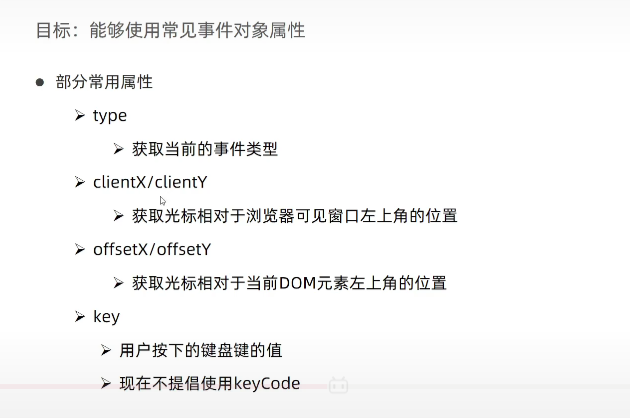 目标：能够使用常见事件对象属性
部分常用属性
type
获取当前的事件类型
clientX/clientY
获取光标相对于浏览器可见窗口左上角的位置
offsetX/offsetY
获取光标相对于当前DOM元素左上角的位置
key
用户按下的键盘键的值
现在不提倡使用keyCode